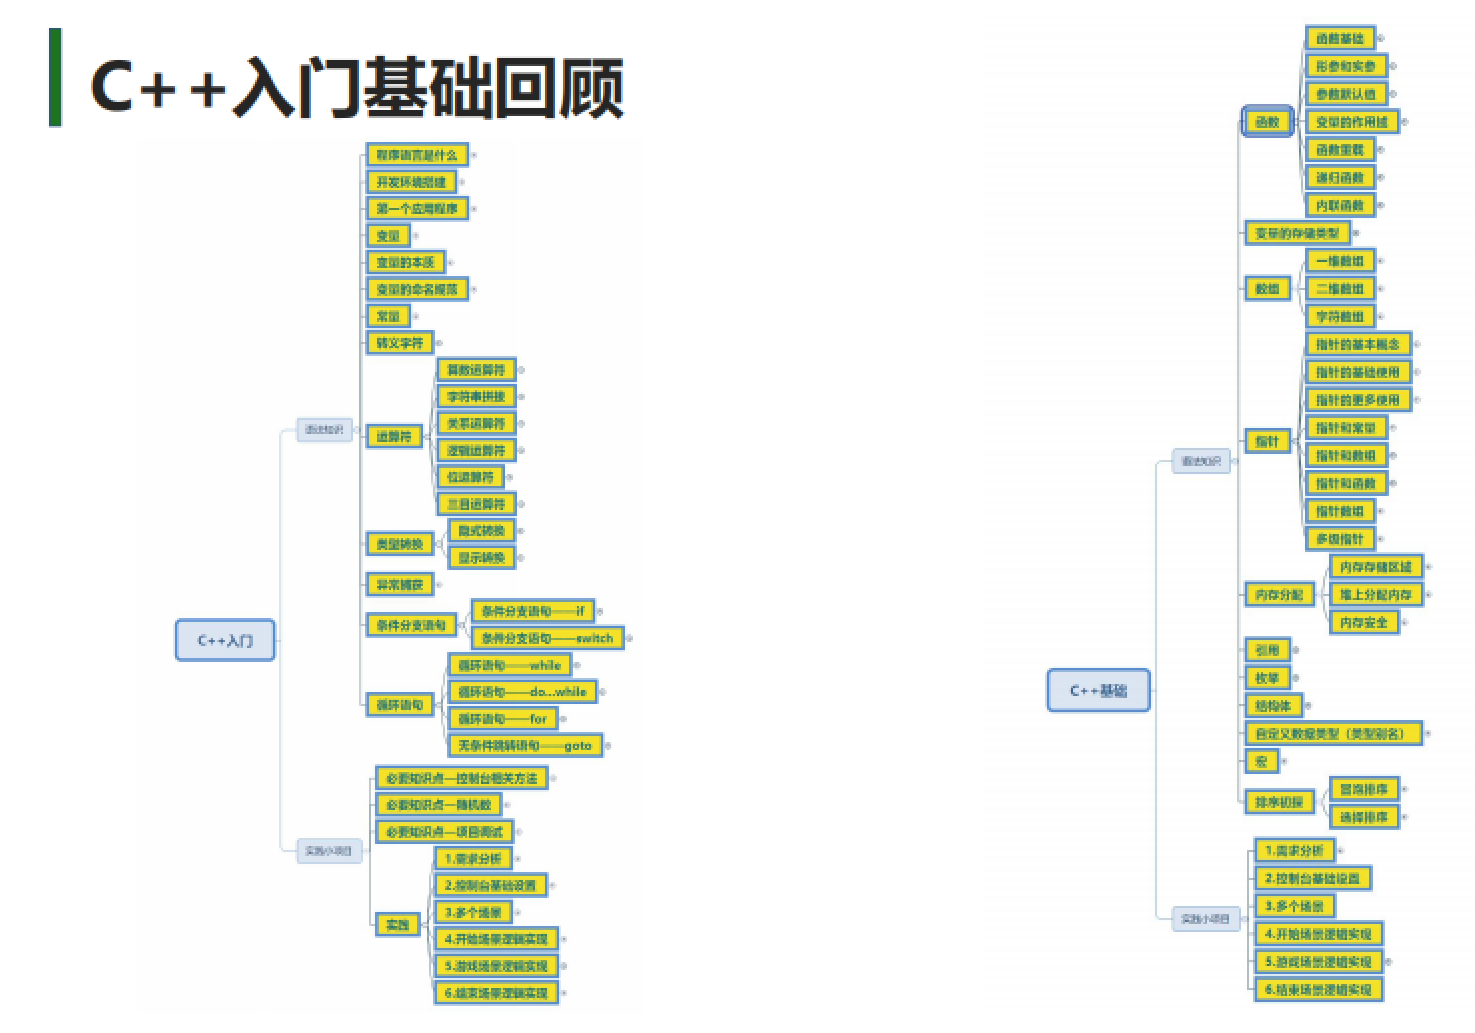 C++入门基础回顾
程序语言是什么
开发环境搭建
第一个应用程序
变量
变量的本质
变量的命名规范
常量
转义字符
算数运算符
字符串拼接
关系运算符
逻辑运算符
位运算符
三目运算符
运算符
语法知识
隐式转换
显示转换
类型转换
异常捕获
条件分支语句——if
条件分支语句——switch
条件分支语句
C++入门
循环语句——while
循环语句——do...while
循环语句——for
无条件跳转语句——goto
循环语句
必要知识点—控制台相关方法
必要知识点—随机数
必要知识点—项目调试
实践小项目
1.需求分析
2.控制台基础设置
3.多个场景
4.开始场景逻辑实现
5.游戏场景逻辑实现
6.结束场景逻辑实现
实践
函数基础
形参和实参
参数默认值
变量的作用域
函数重载
递归函数
内联函数
函数
变量的存储类型
一维数组
二维数组
字符数组
数组
指针的基本概念
指针的基础使用
指针的更多使用
指针和常量
指针和数组
指针和函数
指针数组
多级指针
指针
语法知识
内存存储区域
堆上分配内存
内存安全
内存分配
引用
枚举
结构体
自定义数据类型（类型别名）
宏
冒泡排序
选择排序
排序初探
C++基础
1.需求分析
2.控制台基础设置
3.多个场景
4.开始场景逻辑实现
5.游戏场景逻辑实现
6.结束场景逻辑实现
实践小项目